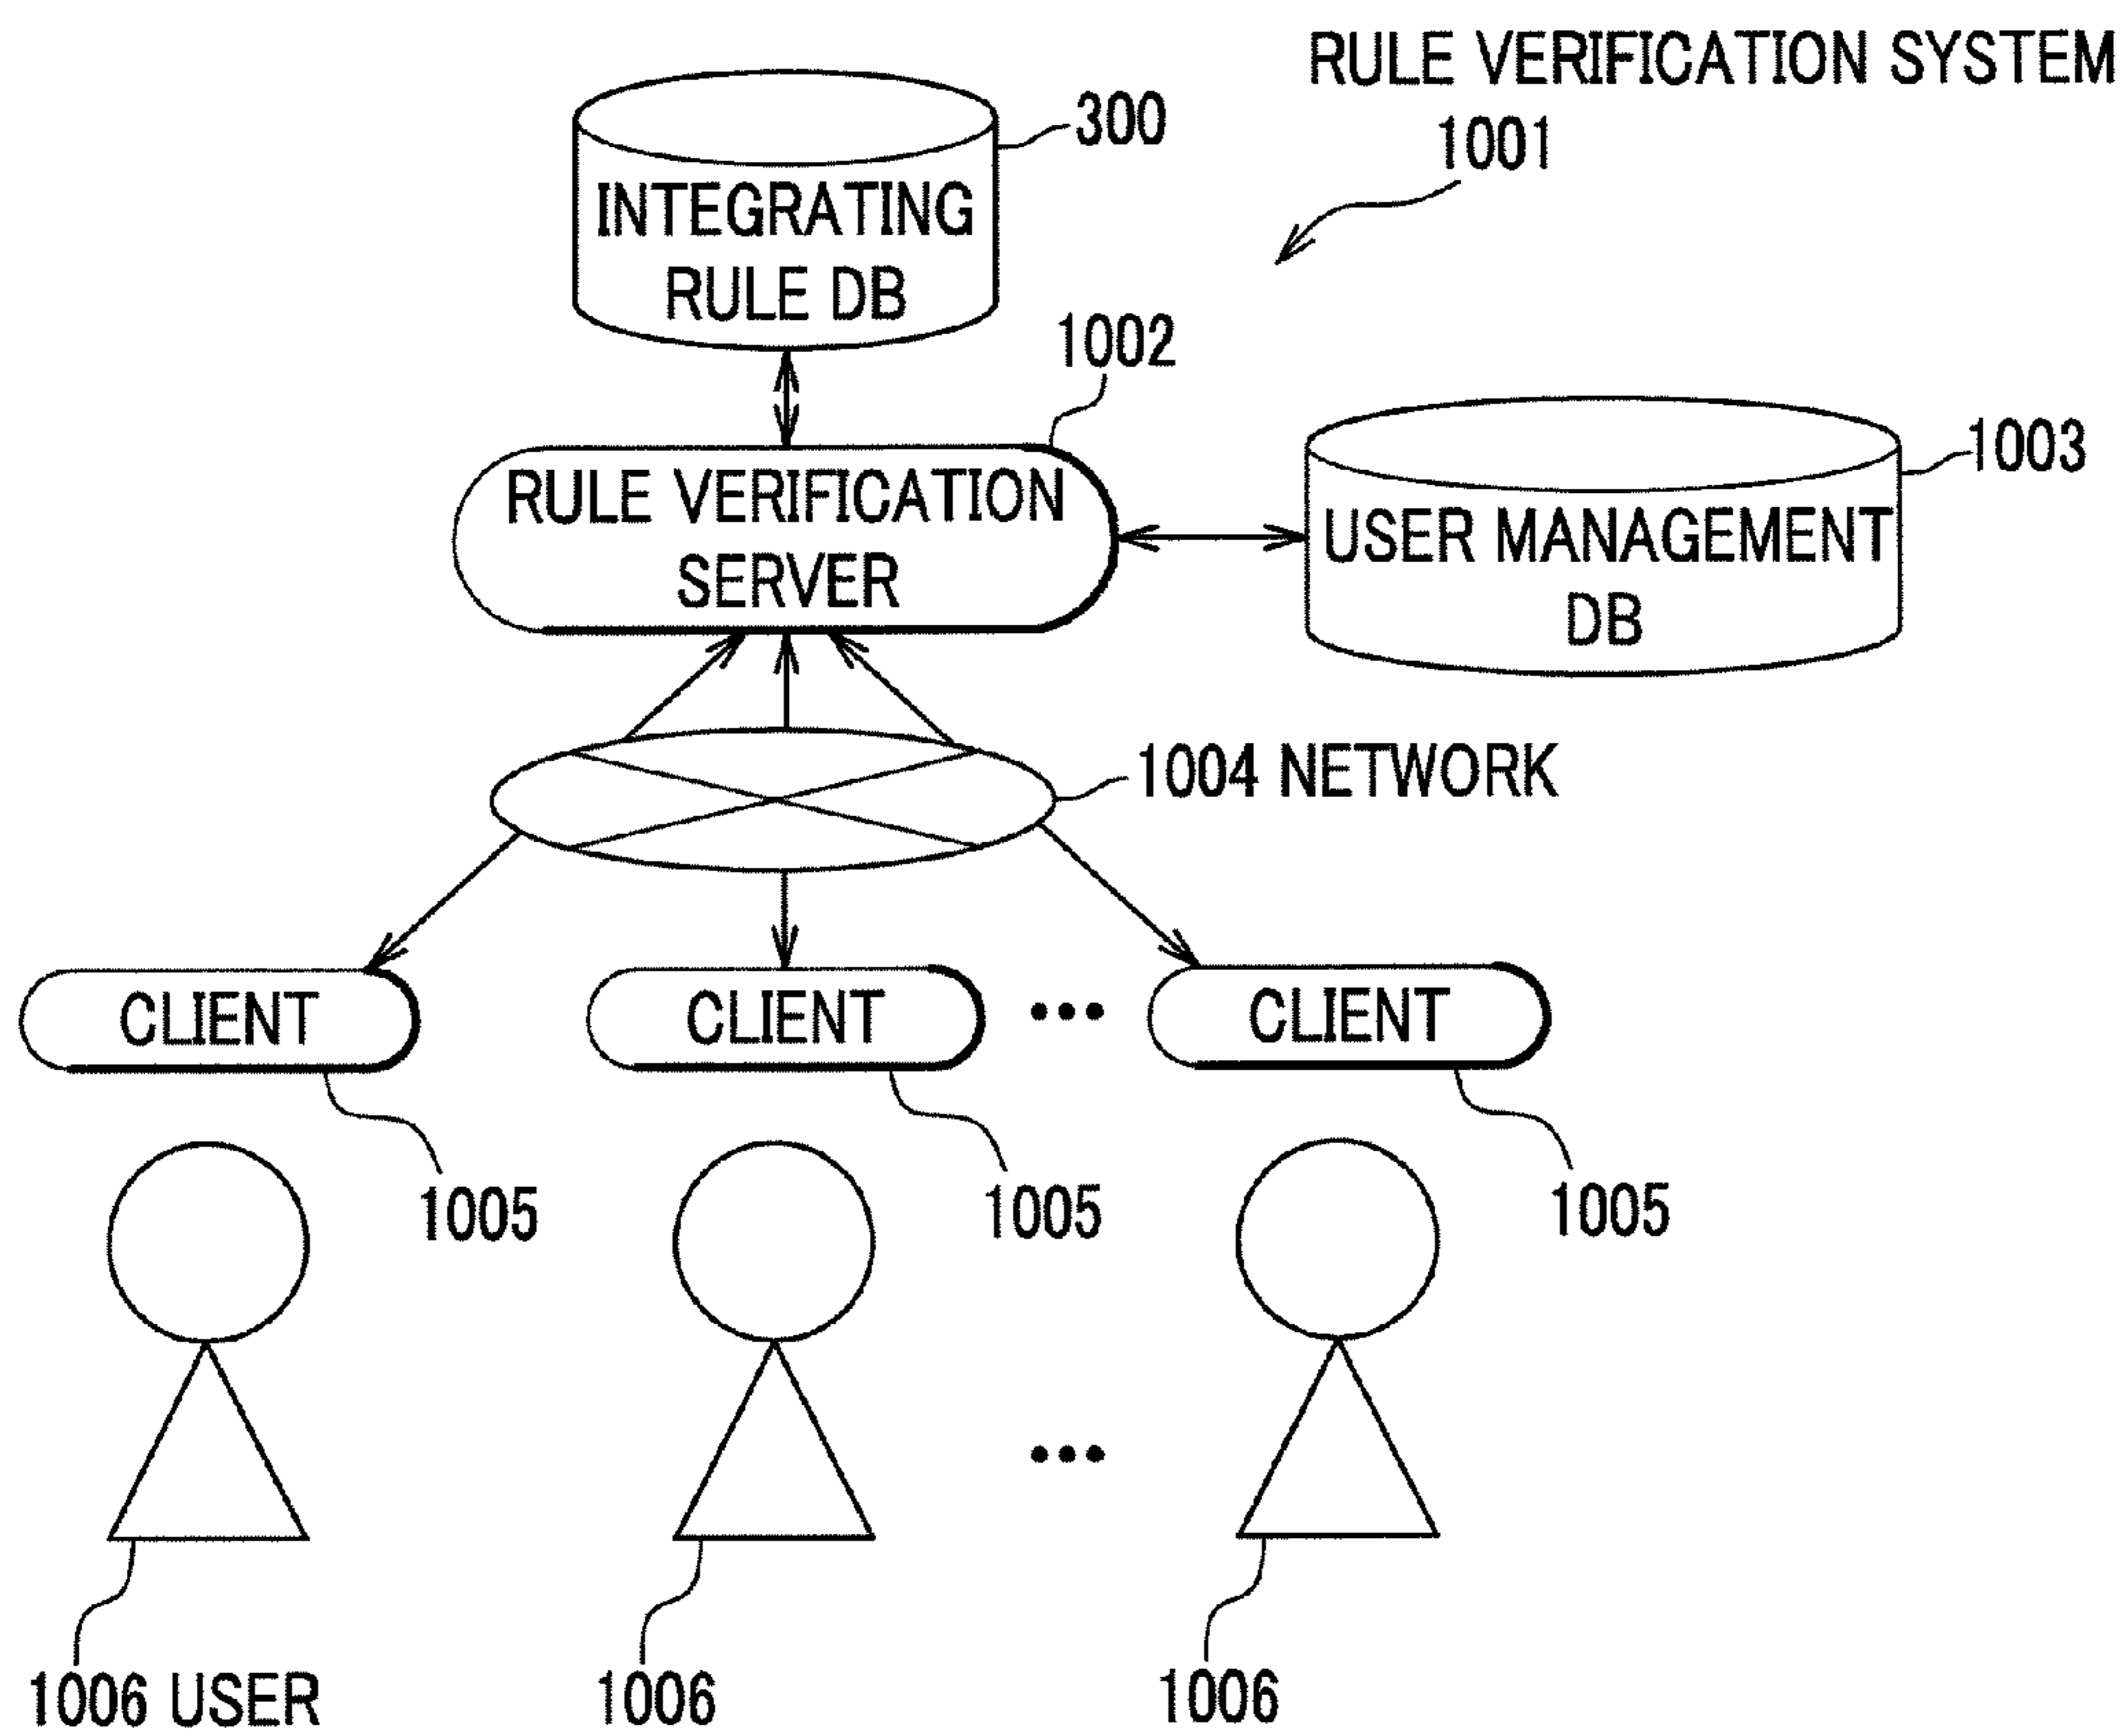 RULE VERIFICATION SYSTEM
1001
300
INTEGRATING
RULE DB
1002
RULE VERIFICATION
SERVER
1003
USER MANAGEMENT
DB
1004 NETWORK
CLIENT
CLIENT
•••
CLIENT
1005
1005
1005
•••
1006 USER
1006
1006